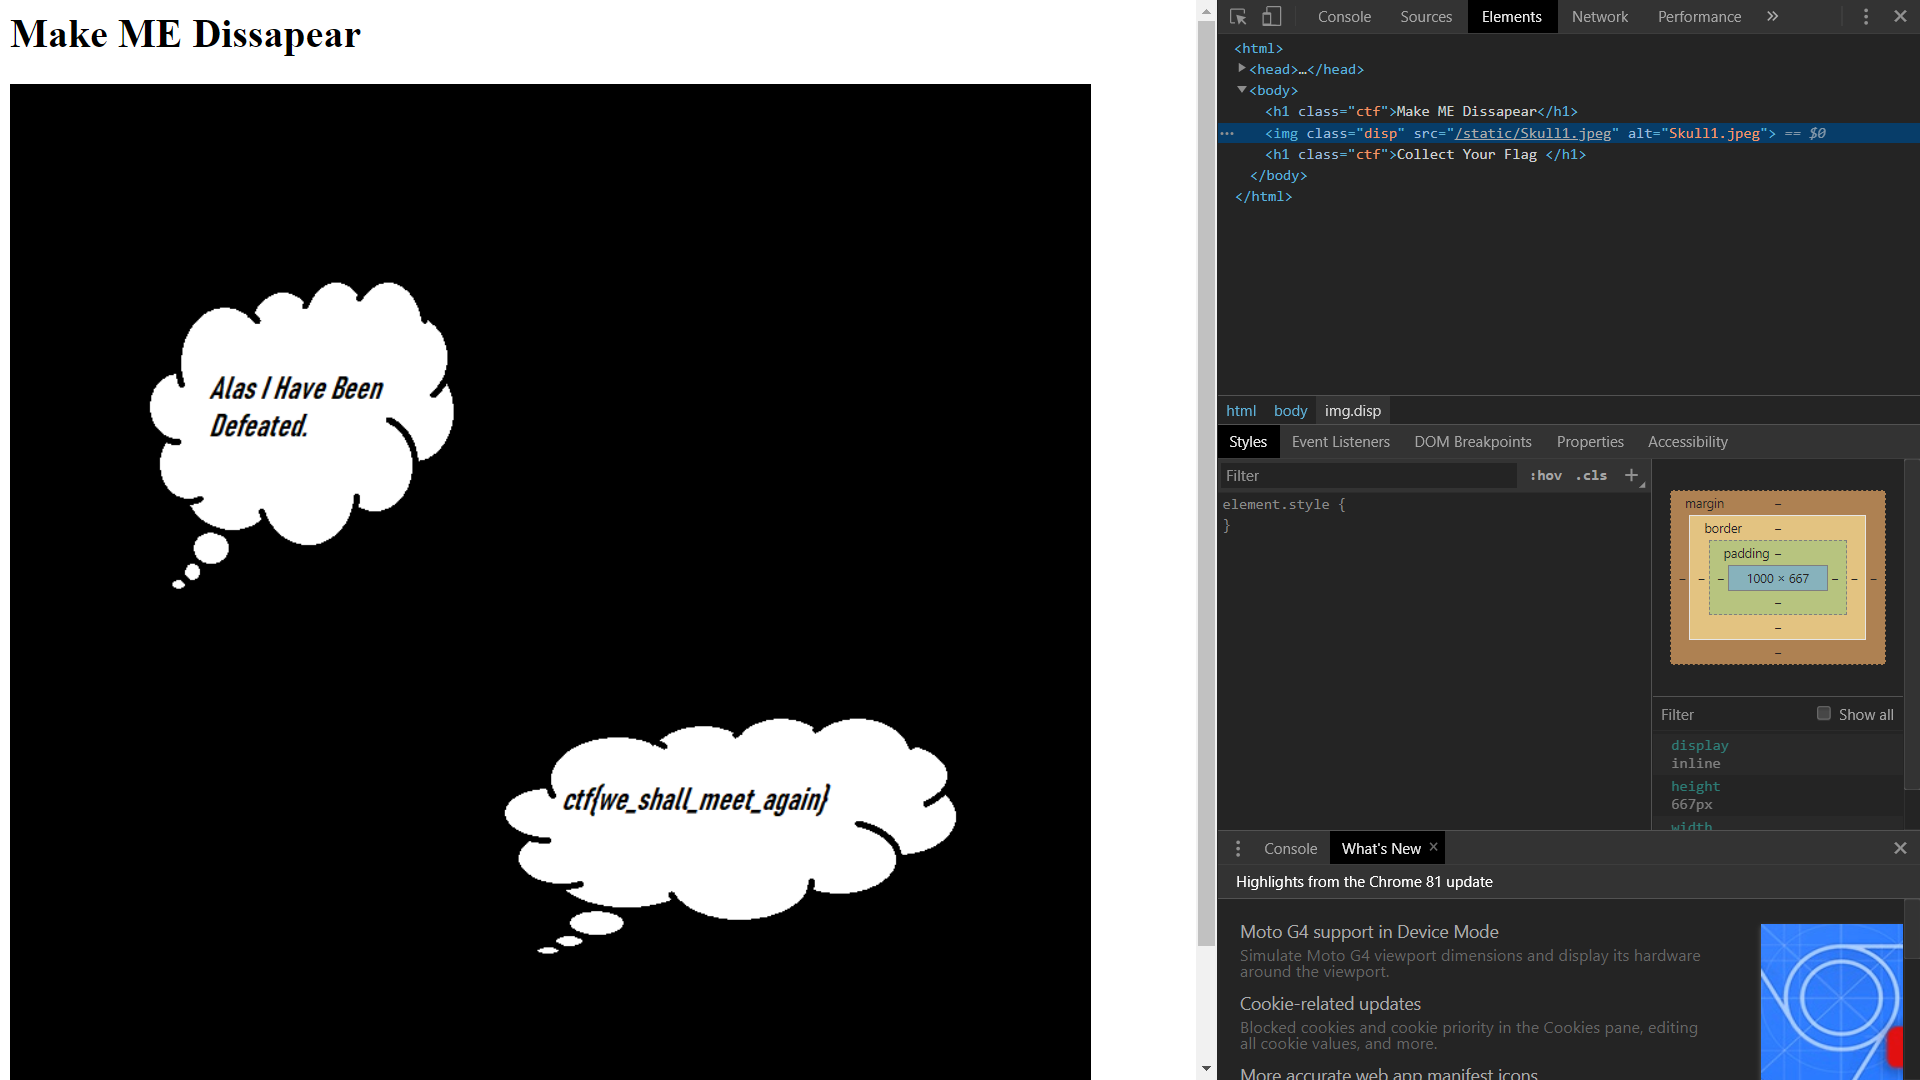 Make ME Dissapear
Alas I Have Been
Defeated.
ctf{we_shall_meet_again}
Console Sources Elements Network Performance »
<html>
<head>…</head>
<body>
<h1 class="ctf">Make ME Dissapear</h1>
<img class="disp" src="/static/Skull1.jpeg" alt="Skull1.jpeg"> == $0
<h1 class="ctf">Collect Your Flag </h1>
</body>
</html>
html body img.disp
Styles Event Listeners DOM Breakpoints Properties Accessibility
Filter :hov .cls +
element.style {
}
margin –
border –
padding –
– – – 1000 × 667 – – –
–
–
–
Filter Show all
display
inline
height
667px
width
Console What's New ×
Highlights from the Chrome 81 update
Moto G4 support in Device Mode
Simulate Moto G4 viewport dimensions and display its hardware
around the viewport.
Cookie-related updates
Blocked cookies and cookie priority in the Cookies pane, editing
all cookie values, and more.
More accurate web app manifest icons